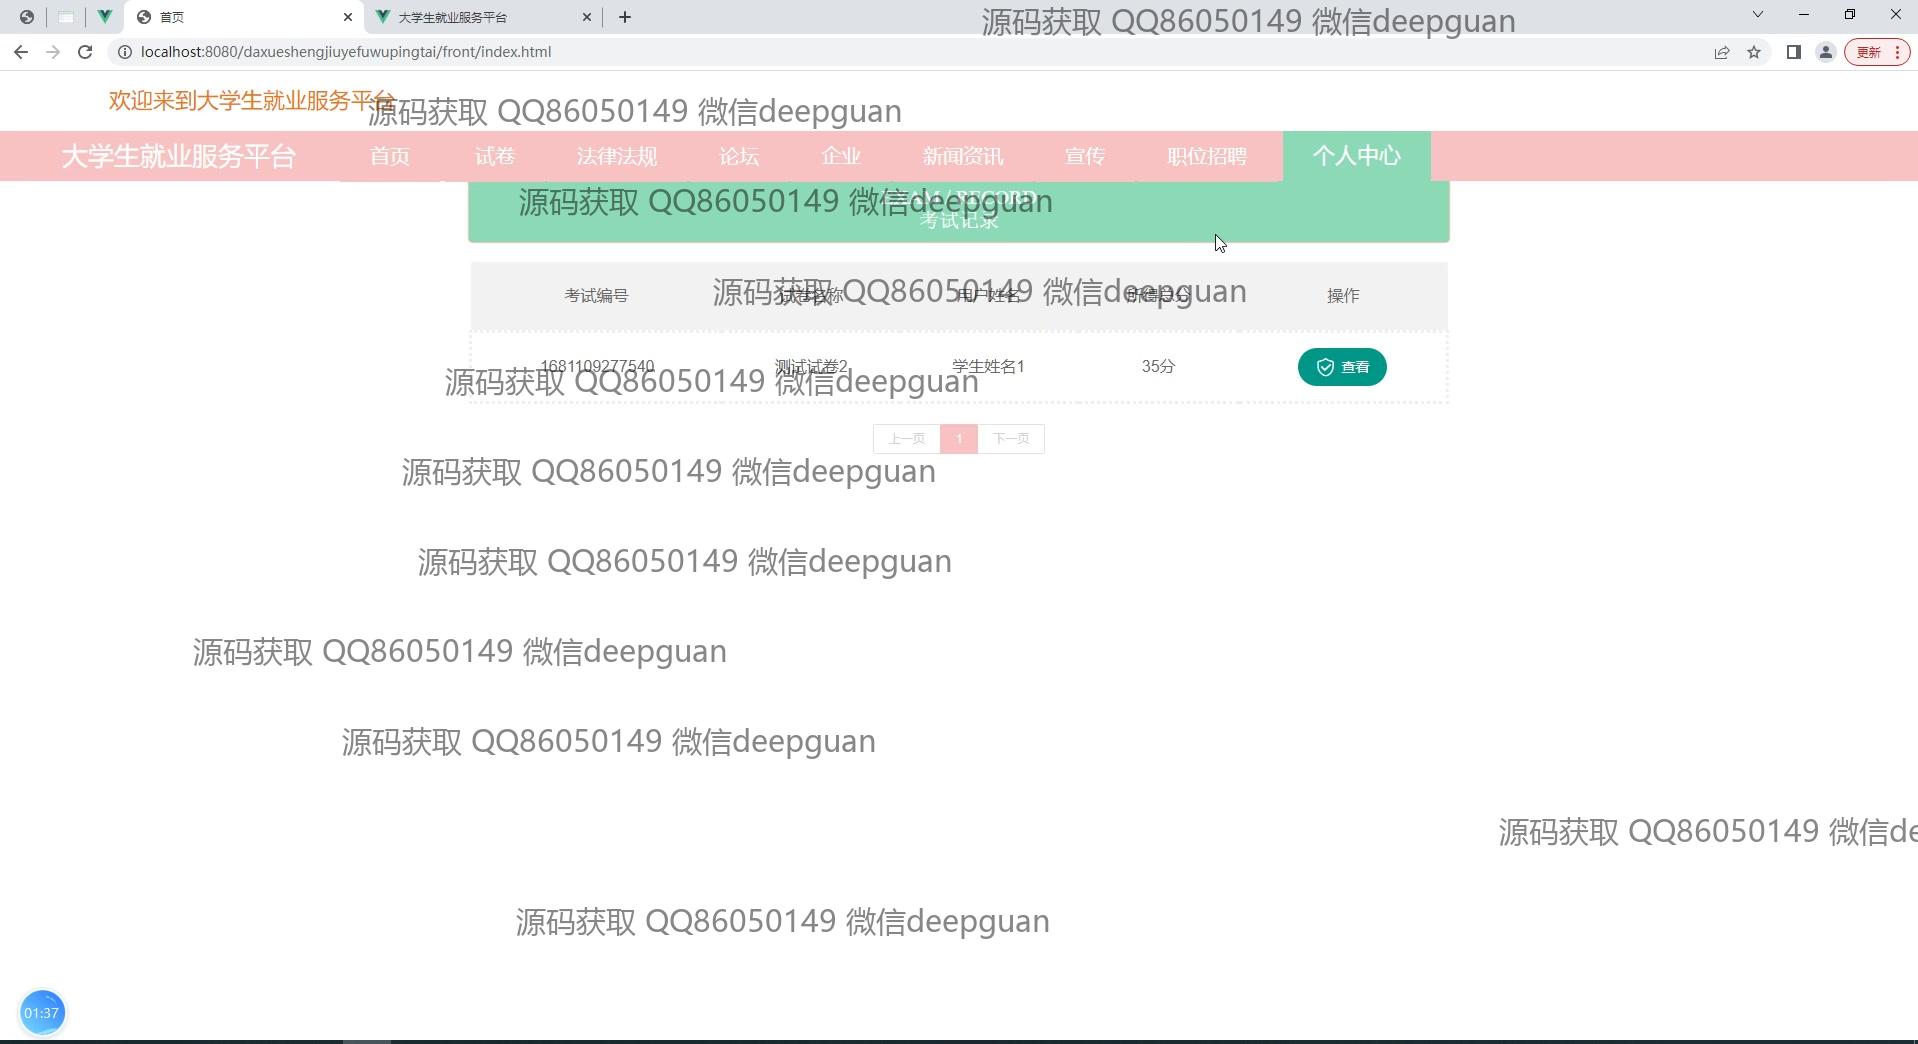 首页
大学生就业服务平台
源码获取 QQ86050149 微信deepguan
localhost:8080/daxueshengjiuyefuwupingtai/front/index.html
更新
欢迎来到大学生就业服务平台
源码获取 QQ86050149 微信deepguan
大学生就业服务平台 首页 试卷 法律法规 论坛 企业 新闻资讯 宣传 职位招聘 个人中心
EXAM / RECORD
源码获取 QQ86050149 微信deepguan
考试记录
源码获取 QQ86050149 微信deepguan
考试编号 试卷名称 用户姓名 所得总分 操作
1681109277540 测试试卷2 学生姓名1 35分 查看
源码获取 QQ86050149 微信deepguan
上一页 1 下一页
源码获取 QQ86050149 微信deepguan
源码获取 QQ86050149 微信deepguan
源码获取 QQ86050149 微信deepguan
源码获取 QQ86050149 微信deepguan
源码获取 QQ86050149 微信de
源码获取 QQ86050149 微信deepguan
01:37